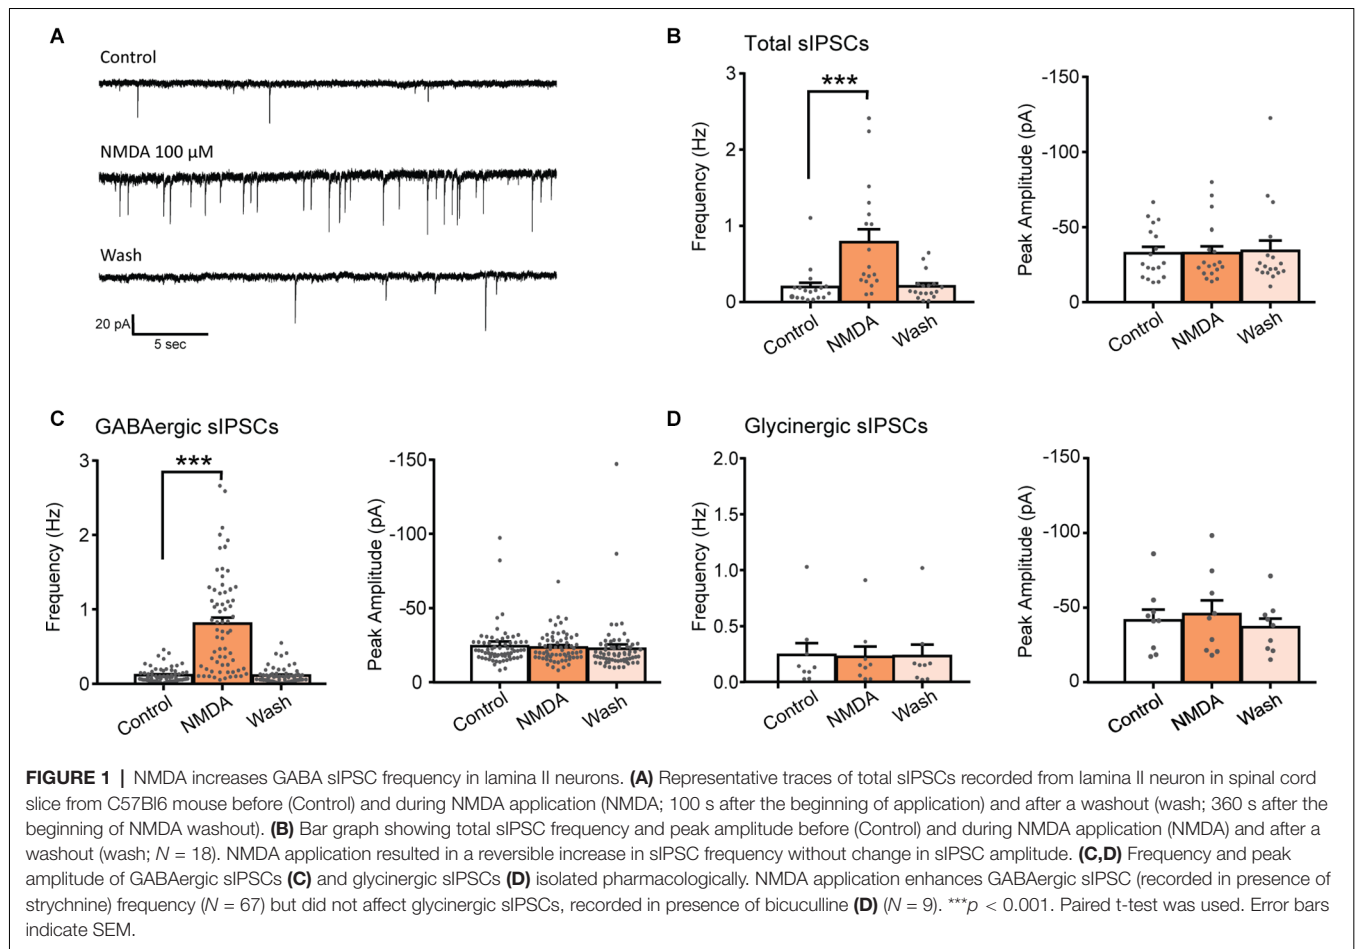 A
Control
NMDA 100 µM
Wash
20 pA
5 sec
B
Total sIPSCs
***
3
2
1
0
Frequency (Hz)
Control
NMDA
Wash
-150
-100
-50
0
Peak Amplitude (pA)
Control
NMDA
Wash
C
GABAergic sIPSCs
***
3
2
1
0
Frequency (Hz)
Control
NMDA
Wash
-150
-100
-50
0
Peak Amplitude (pA)
Control
NMDA
Wash
D
Glycinergic sIPSCs
2.0
1.5
1.0
0.5
0.0
Frequency (Hz)
Control
NMDA
Wash
-150
-100
-50
0
Peak Amplitude (pA)
Control
NMDA
Wash
FIGURE 1 | NMDA increases GABA sIPSC frequency in lamina II neurons. (A) Representative traces of total sIPSCs recorded from lamina II neuron in spinal cord
slice from C57Bl6 mouse before (Control) and during NMDA application (NMDA; 100 s after the beginning of application) and after a washout (wash; 360 s after the
beginning of NMDA washout). (B) Bar graph showing total sIPSC frequency and peak amplitude before (Control) and during NMDA application (NMDA) and after a
washout (wash; N = 18). NMDA application resulted in a reversible increase in sIPSC frequency without change in sIPSC amplitude. (C,D) Frequency and peak
amplitude of GABAergic sIPSCs (C) and glycinergic sIPSCs (D) isolated pharmacologically. NMDA application enhances GABAergic sIPSC (recorded in presence of
strychnine) frequency (N = 67) but did not affect glycinergic sIPSCs, recorded in presence of bicuculline (D) (N = 9). ***p < 0.001. Paired t-test was used. Error bars
indicate SEM.